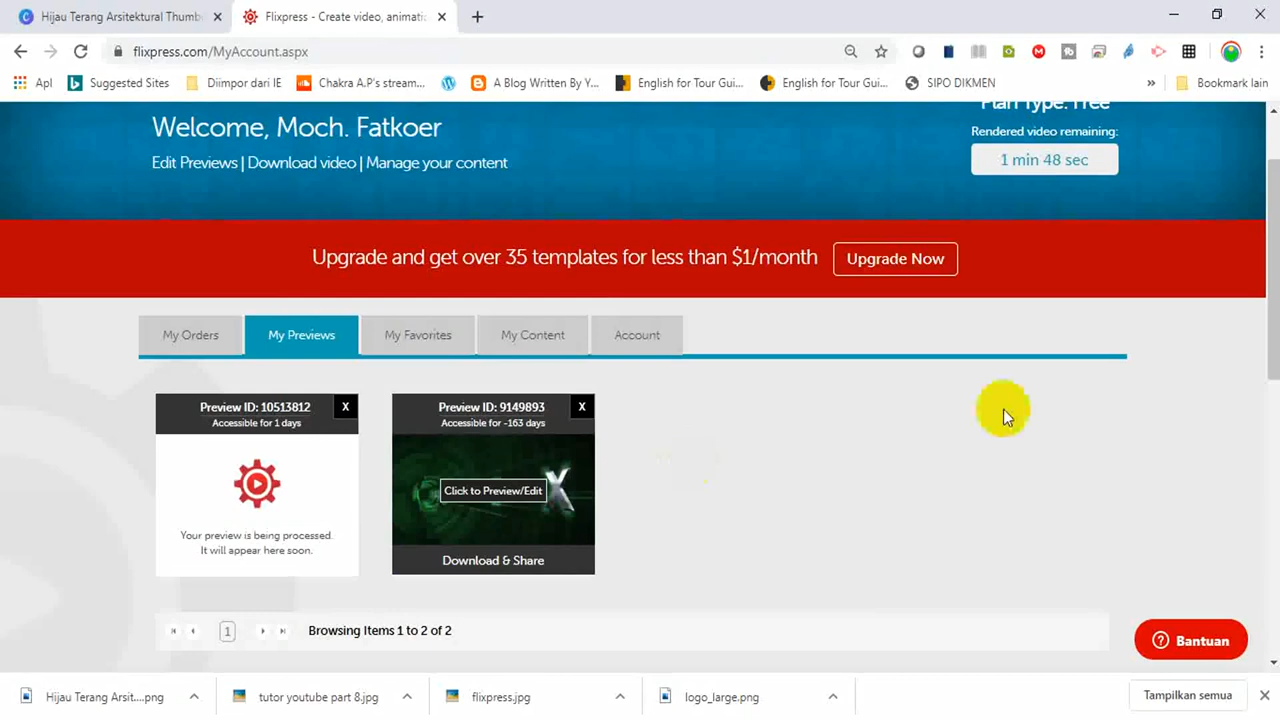 Hijau Terang Arsitektural Thumb
Flixpress - Create video, animati
flixpress.com/MyAccount.aspx
Apl
Suggested Sites
Diimpor dari IE
Chakra A.P's stream...
A Blog Written By Y...
English for Tour Gui...
English for Tour Gui...
SIPO DIKMEN
»
Bookmark lain
Plan Type: Free
Welcome, Moch. Fatkoer
Rendered video remaining:
Edit Previews | Download video | Manage your content
1 min 48 sec
Upgrade and get over 35 templates for less than $1/month
Upgrade Now
My Orders
My Previews
My Favorites
My Content
Account
Preview ID: 10513812
X
Accessible for 1 days
Your preview is being processed.
It will appear here soon.
Preview ID: 9149893
X
Accessible for -163 days
Click to Preview/Edit
X
Download & Share
1
Browsing Items 1 to 2 of 2
? Bantuan
Hijau Terang Arsit....png
tutor youtube part 8.jpg
flixpress.jpg
logo_large.png
Tampilkan semua